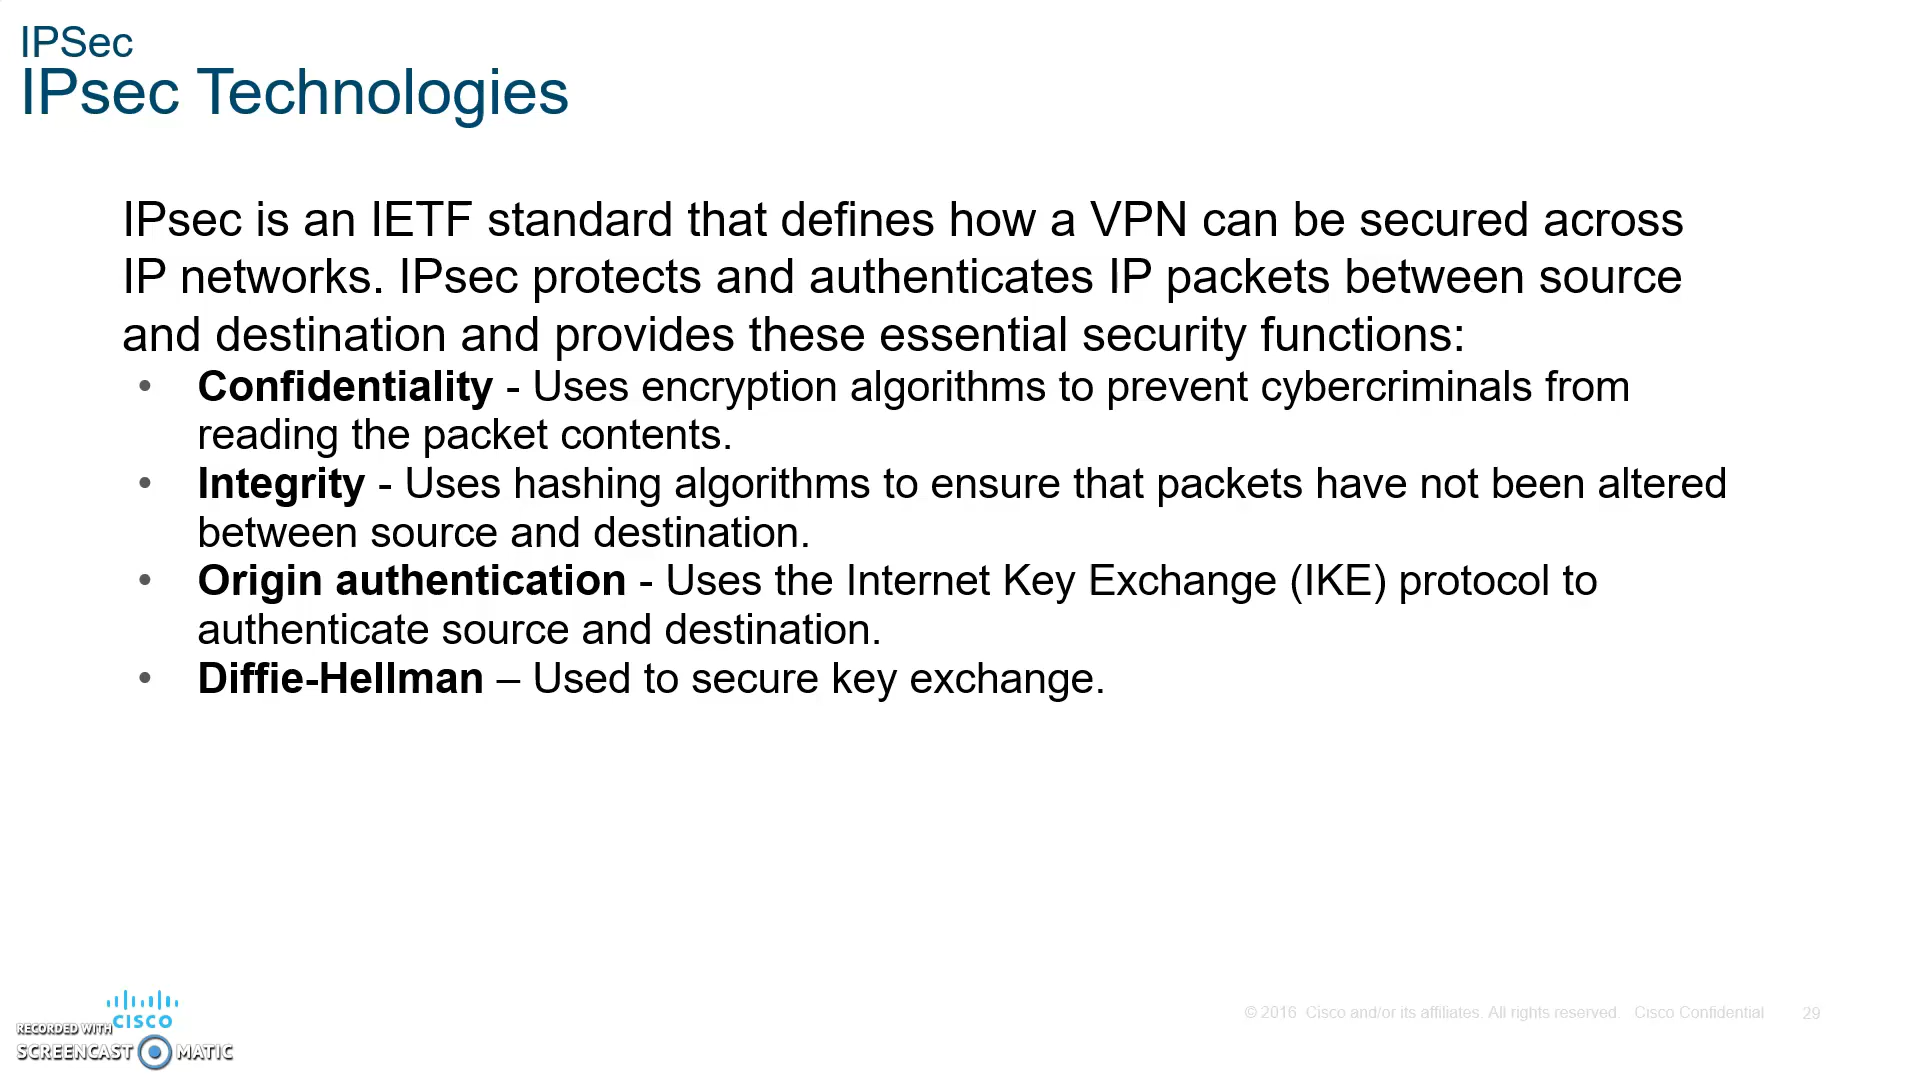 IPSec
IPsec Technologies
IPsec is an IETF standard that defines how a VPN can be secured across
IP networks. IPsec protects and authenticates IP packets between source
and destination and provides these essential security functions:
• Confidentiality - Uses encryption algorithms to prevent cybercriminals from
reading the packet contents.
• Integrity - Uses hashing algorithms to ensure that packets have not been altered
between source and destination.
• Origin authentication - Uses the Internet Key Exchange (IKE) protocol to
authenticate source and destination.
• Diffie-Hellman – Used to secure key exchange.
CISCO
RECORDED WITH
SCREENCAST MATIC
© 2016 Cisco and/or its affiliates. All rights reserved. Cisco Confidential 29